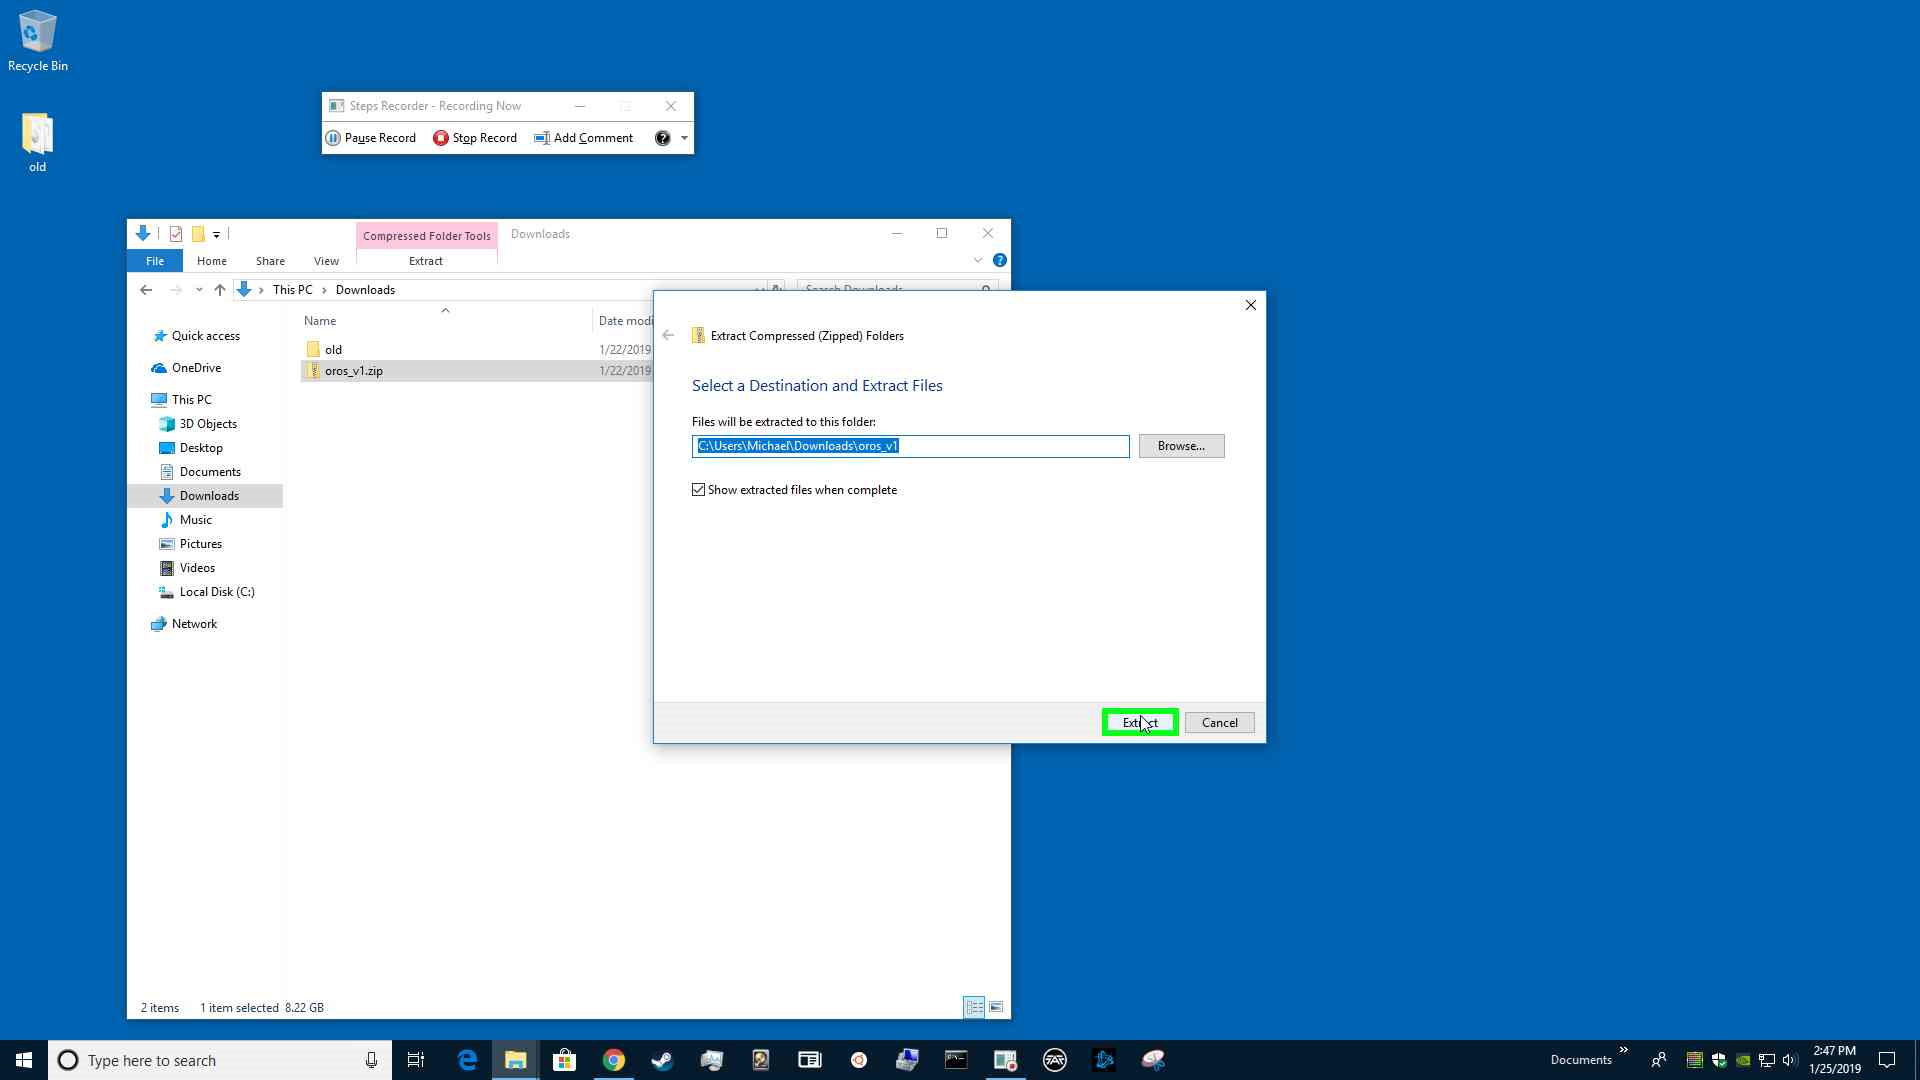 Recycle Bin
old
Steps Recorder - Recording Now
Pause Record Stop Record Add Comment
Compressed Folder Tools Downloads
File Home Share View Extract
This PC Downloads
Search Downloads
Name Date modi
old 1/22/2019
oros_v1.zip 1/22/2019
Quick access
OneDrive
This PC
3D Objects
Desktop
Documents
Downloads
Music
Pictures
Videos
Local Disk (C:)
Network
2 items 1 item selected 8.22 GB
Extract Compressed (Zipped) Folders
Select a Destination and Extract Files
Files will be extracted to this folder:
C:\Users\Michael\Downloads\oros_v1
Browse...
Show extracted files when complete
Extract Cancel
Type here to search
Documents
2:47 PM
1/25/2019